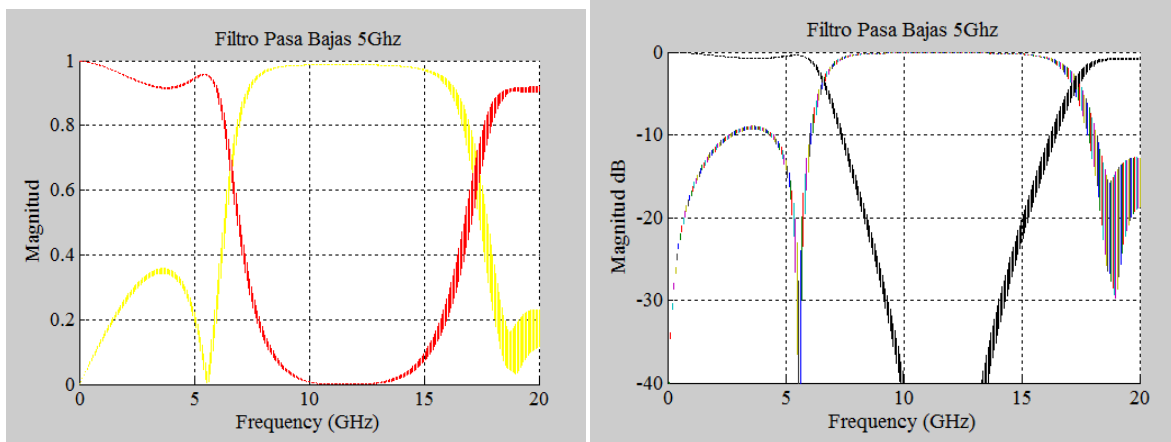 Filtro Pasa Bajas 5Ghz
Magnitud
1
0.8
0.6
0.4
0.2
0
0 5 10 15 20
Frequency (GHz)
Filtro Pasa Bajas 5Ghz
Magnitud dB
0
-10
-20
-30
-40
0 5 10 15 20
Frequency (GHz)